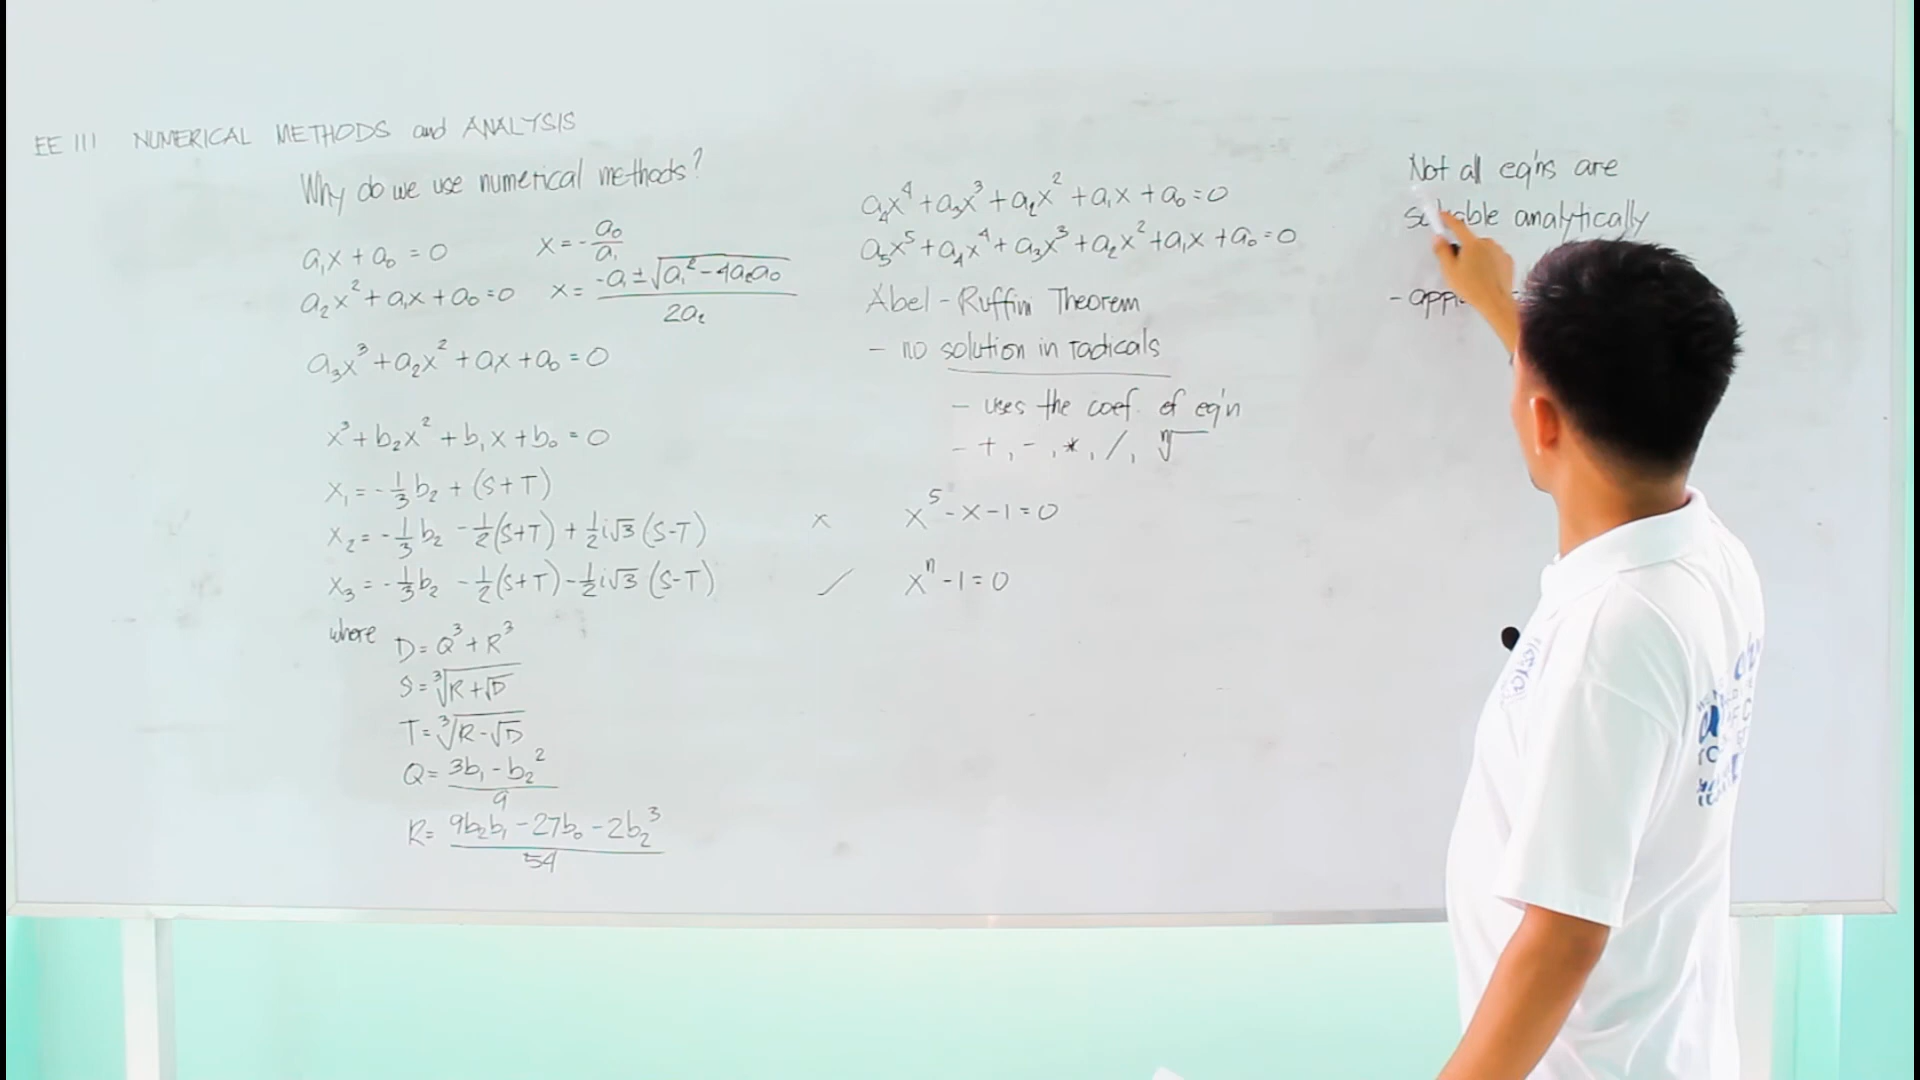 EE 111 NUMERICAL METHODS and ANALYSIS
Why do we use numerical methods?
a₁x + a₀ = 0 x = -a₀/a₁
a₂x² + a₁x + a₀ = 0 x = (-a₁ ± √(a₁² - 4a₂a₀))/2a₂
a₃x³ + a₂x² + a₁x + a₀ = 0
x³ + b₂x² + b₁x + b₀ = 0
x₁ = -⅓b₂ + (S+T)
x₂ = -⅓b₂ - ½(S+T) + ½i√3(S-T)
x₃ = -⅓b₂ - ½(S+T) - ½i√3(S-T)
where
D = Q³ + R³
S = ∛(R+√D)
T = ∛(R-√D)
Q = (3b₁ - b₂²)/9
R = (9b₂b₁ - 27b₀ - 2b₂³)/54
a₄x⁴ + a₃x³ + a₂x² + a₁x + a₀ = 0
a₅x⁵ + a₄x⁴ + a₃x³ + a₂x² + a₁x + a₀ = 0
Abel-Ruffini Theorem
- no solution in radicals
- uses the coef. of eq'n
- +, -, *, /, ⁿ√
x x⁵ - x - 1 = 0
/ xⁿ - 1 = 0
Not all eq'ns are
analytically